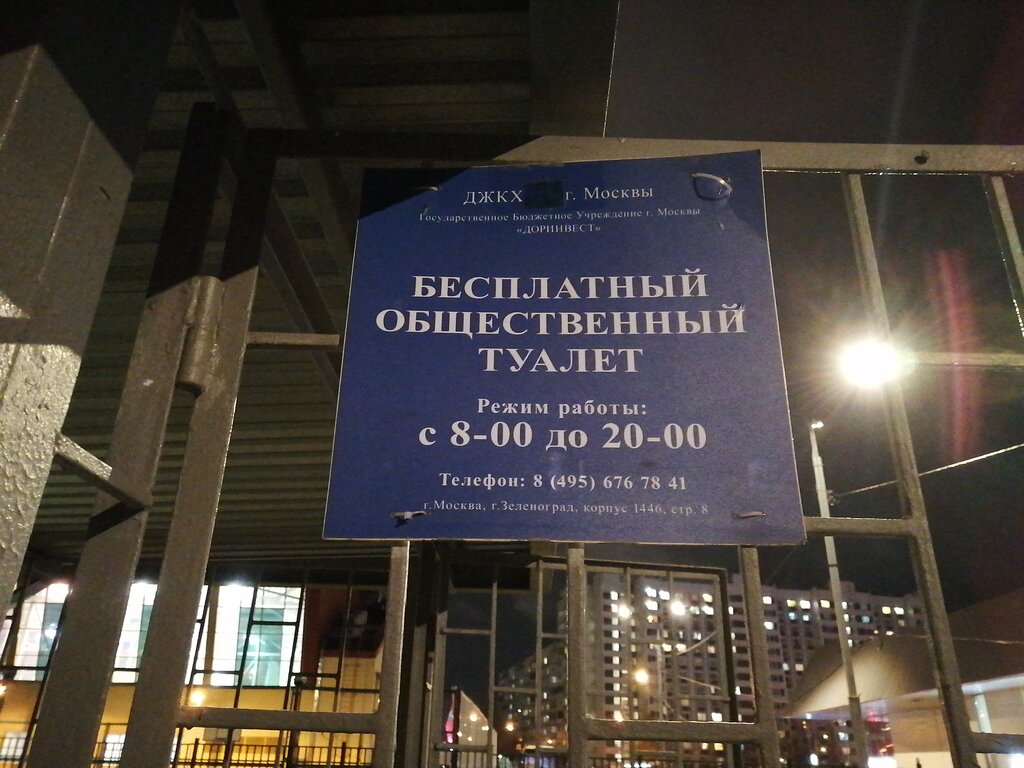 ДЖКХ г. Москвы
Государственное Бюджетное Учреждение г. Москвы
«ДОРИНВЕСТ»
БЕСПЛАТНЫЙ
ОБЩЕСТВЕННЫЙ
ТУАЛЕТ
Режим работы:
с 8-00 до 20-00
Телефон: 8 (495) 676 78 41
г.Москва, г.Зеленоград, корпус 1446, стр. 8